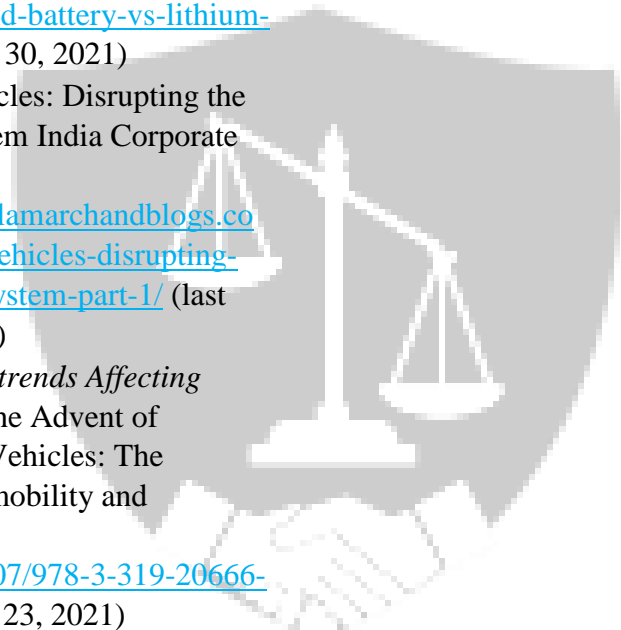 d-battery-vs-lithium-
30, 2021)
cles: Disrupting the
em India Corporate
lamarchandblogs.co
ehicles-disrupting-
ystem-part-1/ (last
)
trends Affecting
he Advent of
Vehicles: The
mobility and
07/978-3-319-20666-
23, 2021)